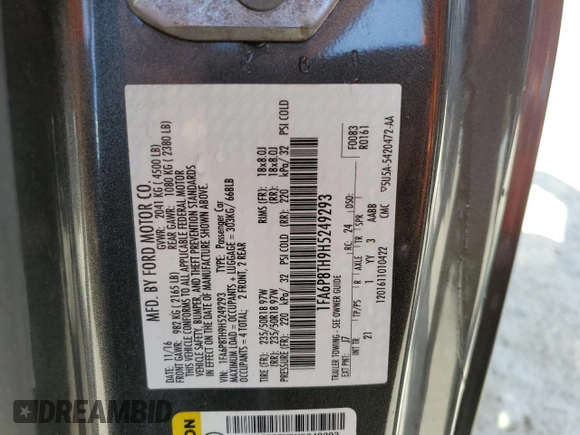 MFD. BY FORD MOTOR CO.
11/16 GVWR: 2041 KG ( 4500 LB)
FRONT GAWR: 982 KG ( 2165 LB) REAR GAWR: 1080 KG ( 2380 LB)
THIS VEHICLE CONFORMS TO ALL APPLICABLE FEDERAL MOTOR
VEHICLE SAFETY, BUMPER, AND THEFT PREVENTION STANDARDS
IN EFFECT ON THE DATE OF MANUFACTURE SHOWN ABOVE.
VIN: 1FA6P8TH9H5249293 TYPE: Passenger Car
MAXIMUM LOAD = OCCUPANTS + LUGGAGE = 303KG/ 668LB
OCCUPANTS = 4 TOTAL; 2 FRONT, 2 REAR
TIRE (FR): 235/50R18 97W RIMS (FR): 18x8.0J
(RR): 235/50R18 97W (RR): 18x8.0J
PRESSURE (FR): 220 kPa/ 32 PSI COLD
(RR): 220 kPa/ 32 PSI COLD
1FA6P8TH9H5249293
F0083
R0161
TRAILER TOWING - SEE OWNER GUIDE
EXT PNT: J7 RC: 24 DSO:
INT TR TP/PS R AXLE TR SPR
21 1 YY 3 AABB
1201611010422 CMC
5U5A-5420472-AA
DREAMBID